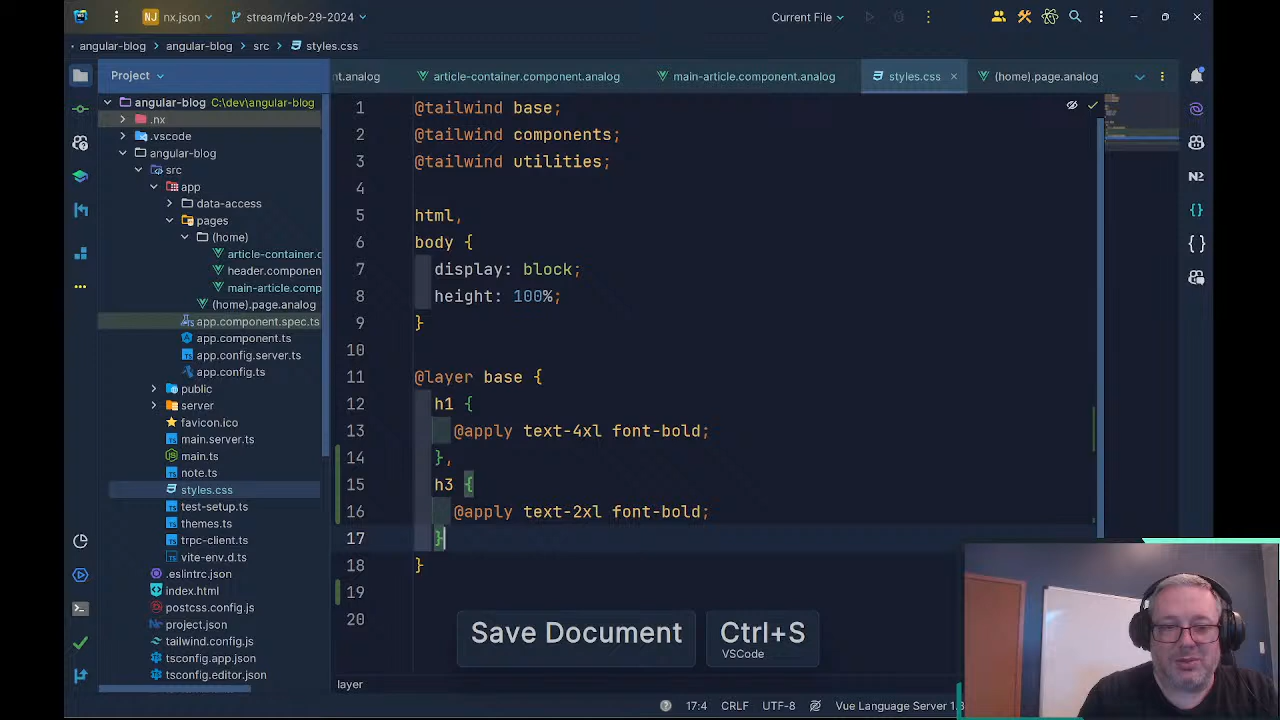 NJ nx.json
stream/feb-29-2024
Current File
angular-blog > angular-blog > src > styles.css
Project
nt.analog
article-container.component.analog
main-article.component.analog
styles.css
(home).page.analog
angular-blog C:\dev\angular-blog
.nx
.vscode
angular-blog
src
app
data-access
pages
(home)
article-container.c
header.componen
main-article.comp
(home).page.analog
app.component.spec.ts
app.component.ts
app.config.server.ts
app.config.ts
public
server
favicon.ico
main.server.ts
main.ts
note.ts
styles.css
test-setup.ts
themes.ts
trpc-client.ts
vite-env.d.ts
.eslintrc.json
index.html
postcss.config.js
project.json
tailwind.config.js
tsconfig.app.json
tsconfig.editor.json
1 @tailwind base;
2 @tailwind components;
3 @tailwind utilities;
4
5 html,
6 body {
7 display: block;
8 height: 100%;
9 }
10
11 @layer base {
12 h1 {
13 @apply text-4xl font-bold;
14 },
15 h3 {
16 @apply text-2xl font-bold;
17 }
18 }
19
20
N2
Save Document
Ctrl+S
VSCode
layer
17:4 CRLF UTF-8 Vue Language Server 1.8